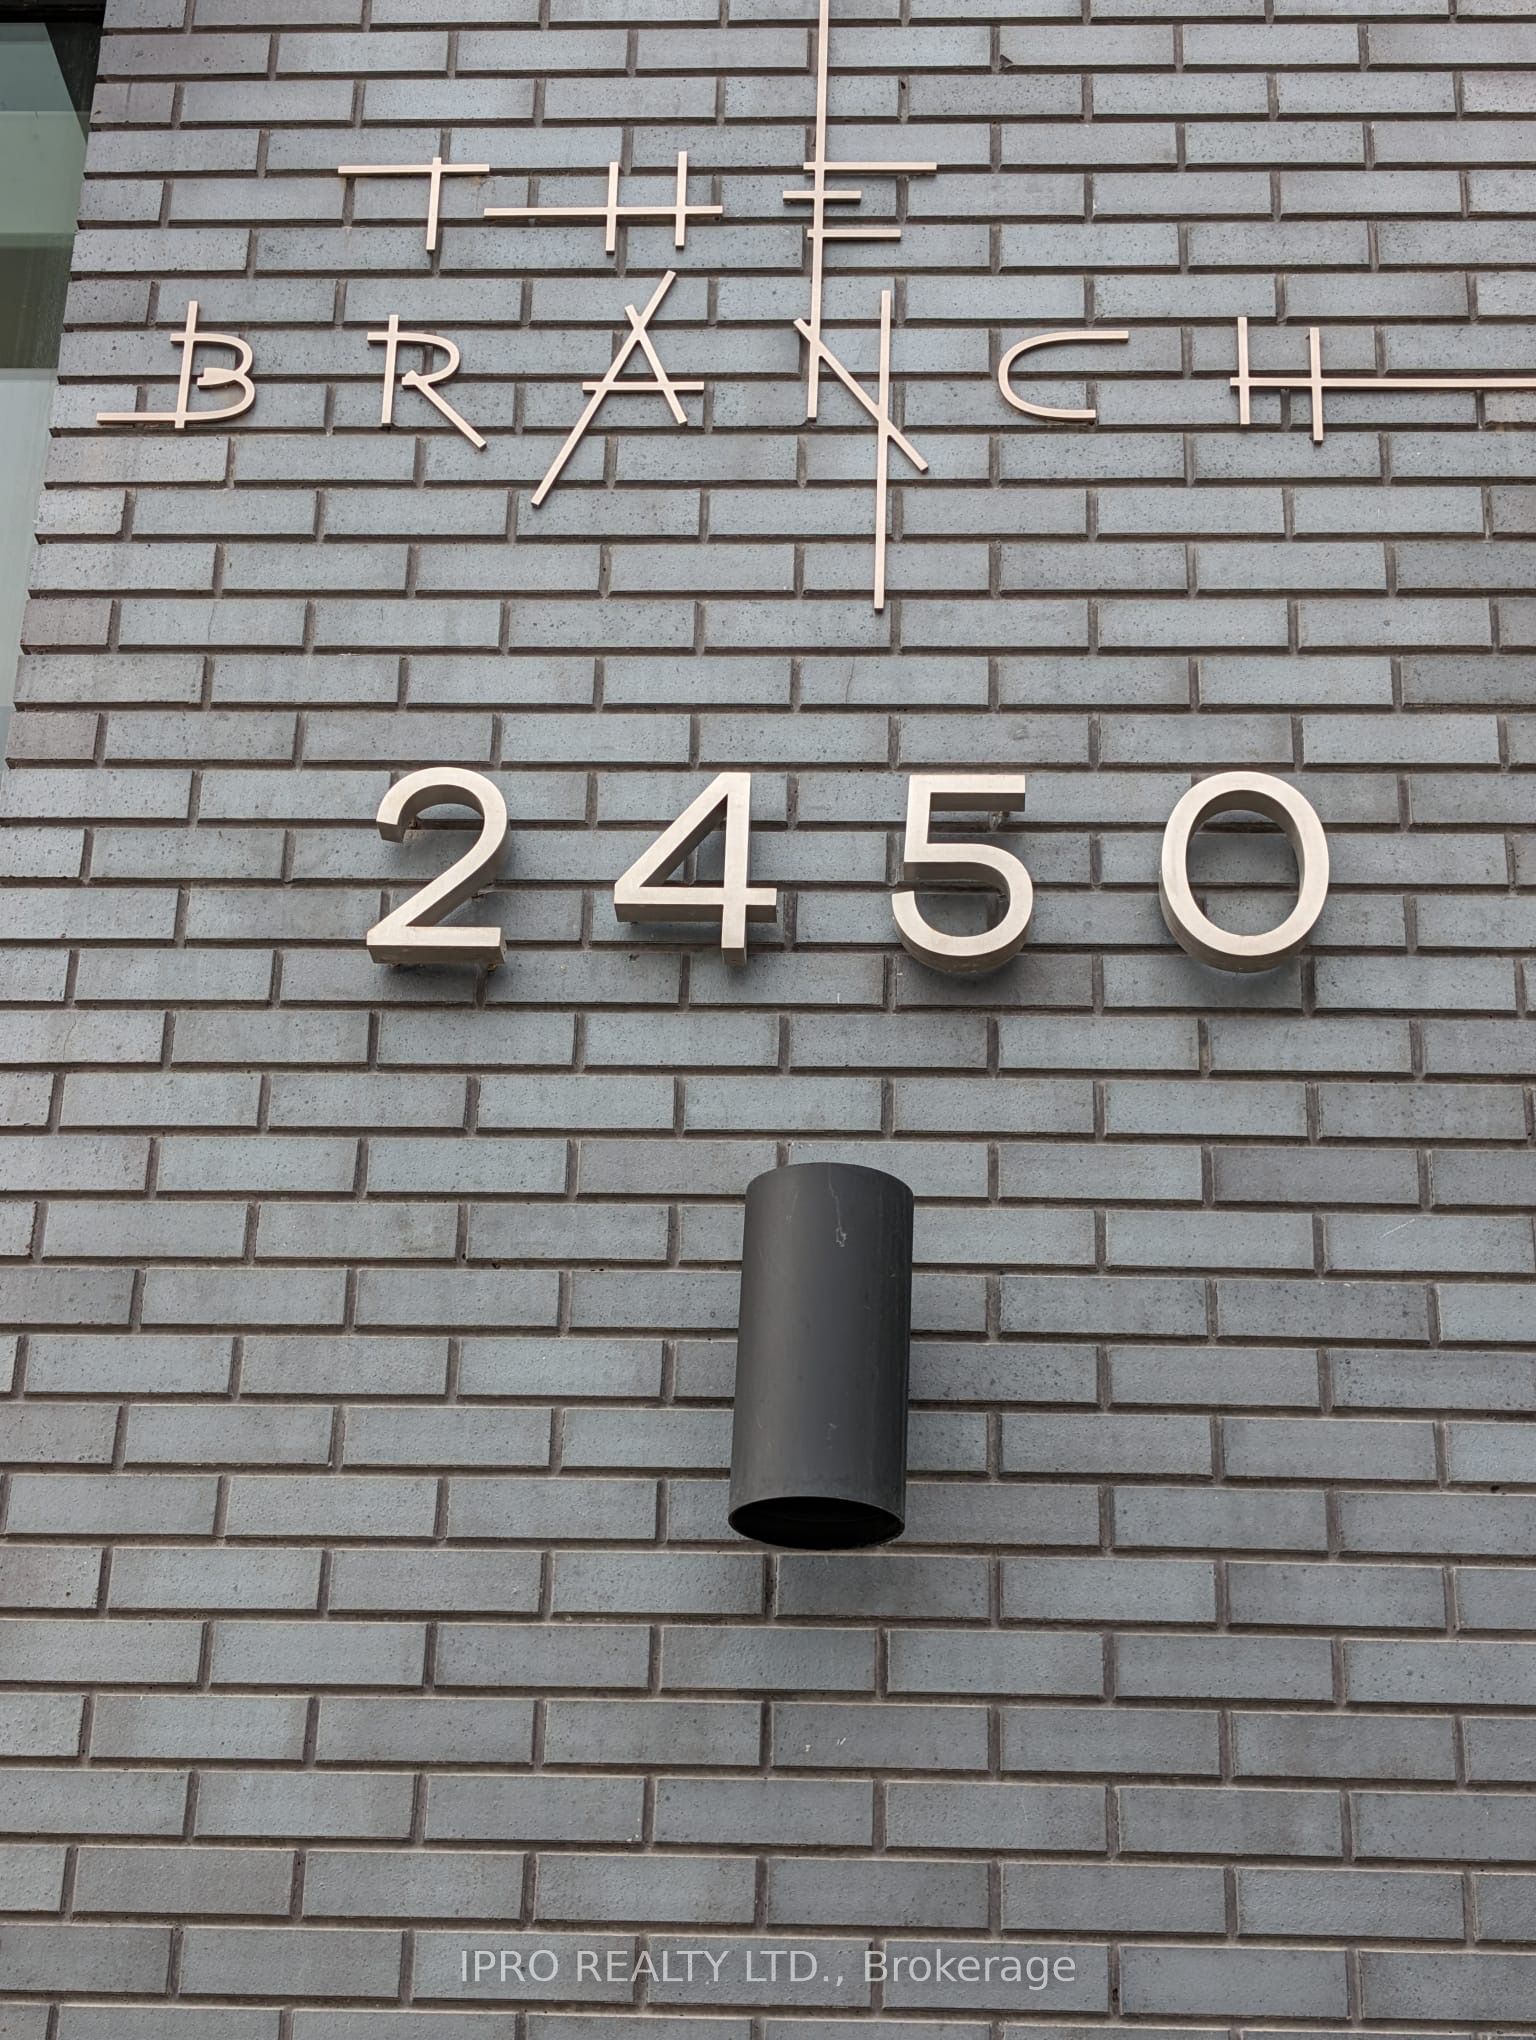 THE
BRANCH
2450
IPRO REALTY LTD., Brokerage